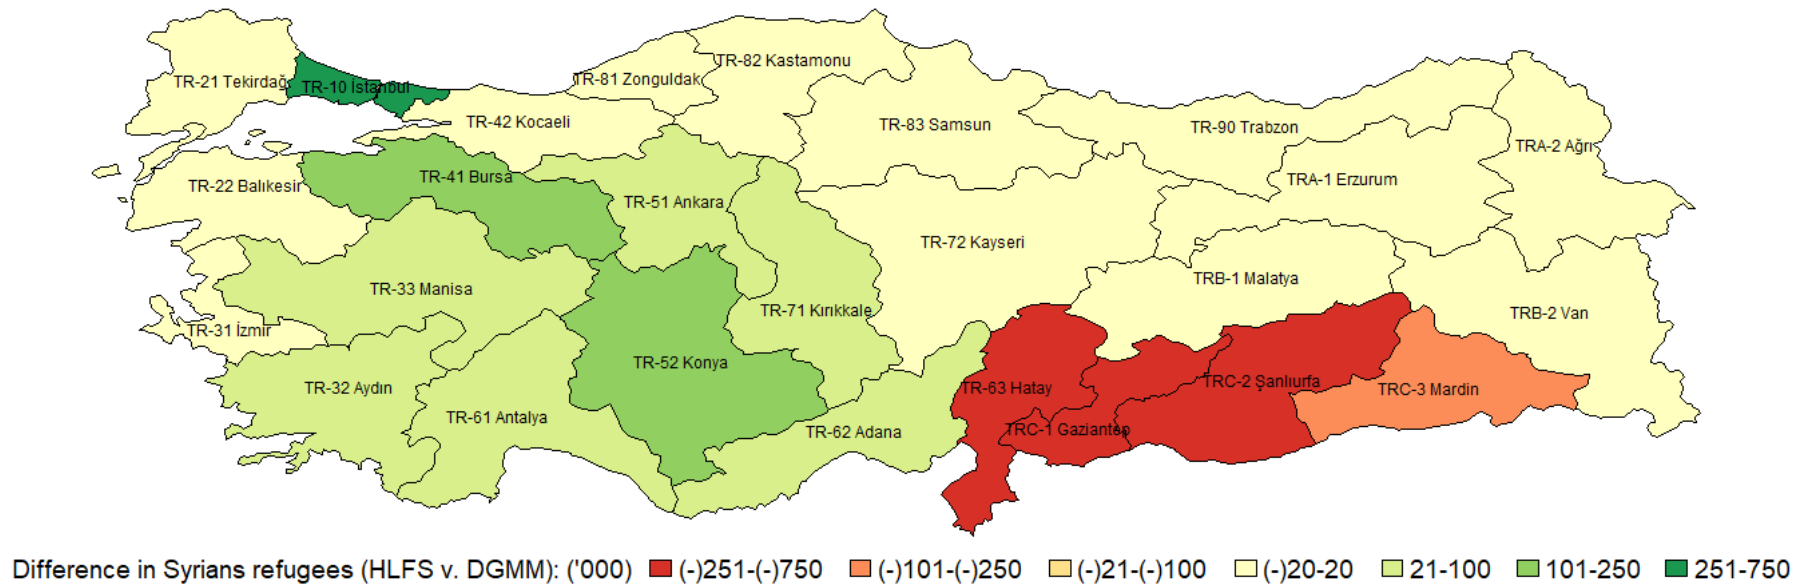 TR-82 Kastamonu
TR-81 Zonguldak
TR-21 Tekirdağ
TR-10 İstanbul
TR-42 Kocaeli
TR-83 Samsun
TR-90 Trabzon
TRA-2 Ağrı
TR-41 Bursa
TRA-1 Erzurum
TR-22 Balıkesir
TR-51 Ankara
TR-72 Kayseri
TRB-1 Malatya
TR-33 Manisa
TR-71 Kırıkkale
TRB-2 Van
TR-31 İzmir
TR-52 Konya
TRC-2 Şanlıurfa
TR-32 Aydın
TR-63 Hatay
TRC-3 Mardin
TR-61 Antalya
TRC-1 Gaziantep
TR-62 Adana
Difference in Syrians refugees (HLFS v. DGMM): ('000) (-)251-(-)750 (-)101-(-)250 (-)21-(-)100 (-)20-20 21-100 101-250 251-750